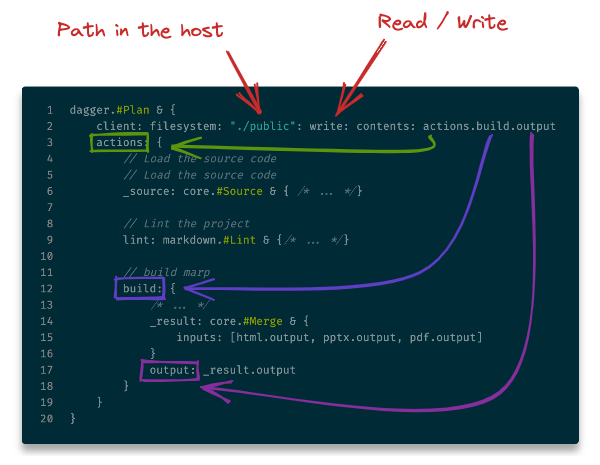 Path in the host
Read / Write
1 dagger.#Plan & {
2 client: filesystem: "./public": write: contents: actions.build.output
3 actions: {
4 // Load the source code
5 // Load the source code
6 _source: core.#Source & { /* ... */}
7
8 // Lint the project
9 lint: markdown.#Lint & {/* ... */}
10
11 // build marp
12 build: {
13 /* ... */
14 _result: core.#Merge & {
15 inputs: [html.output, pptx.output, pdf.output]
16 }
17 output: _result.output
18 }
19 }
20 }